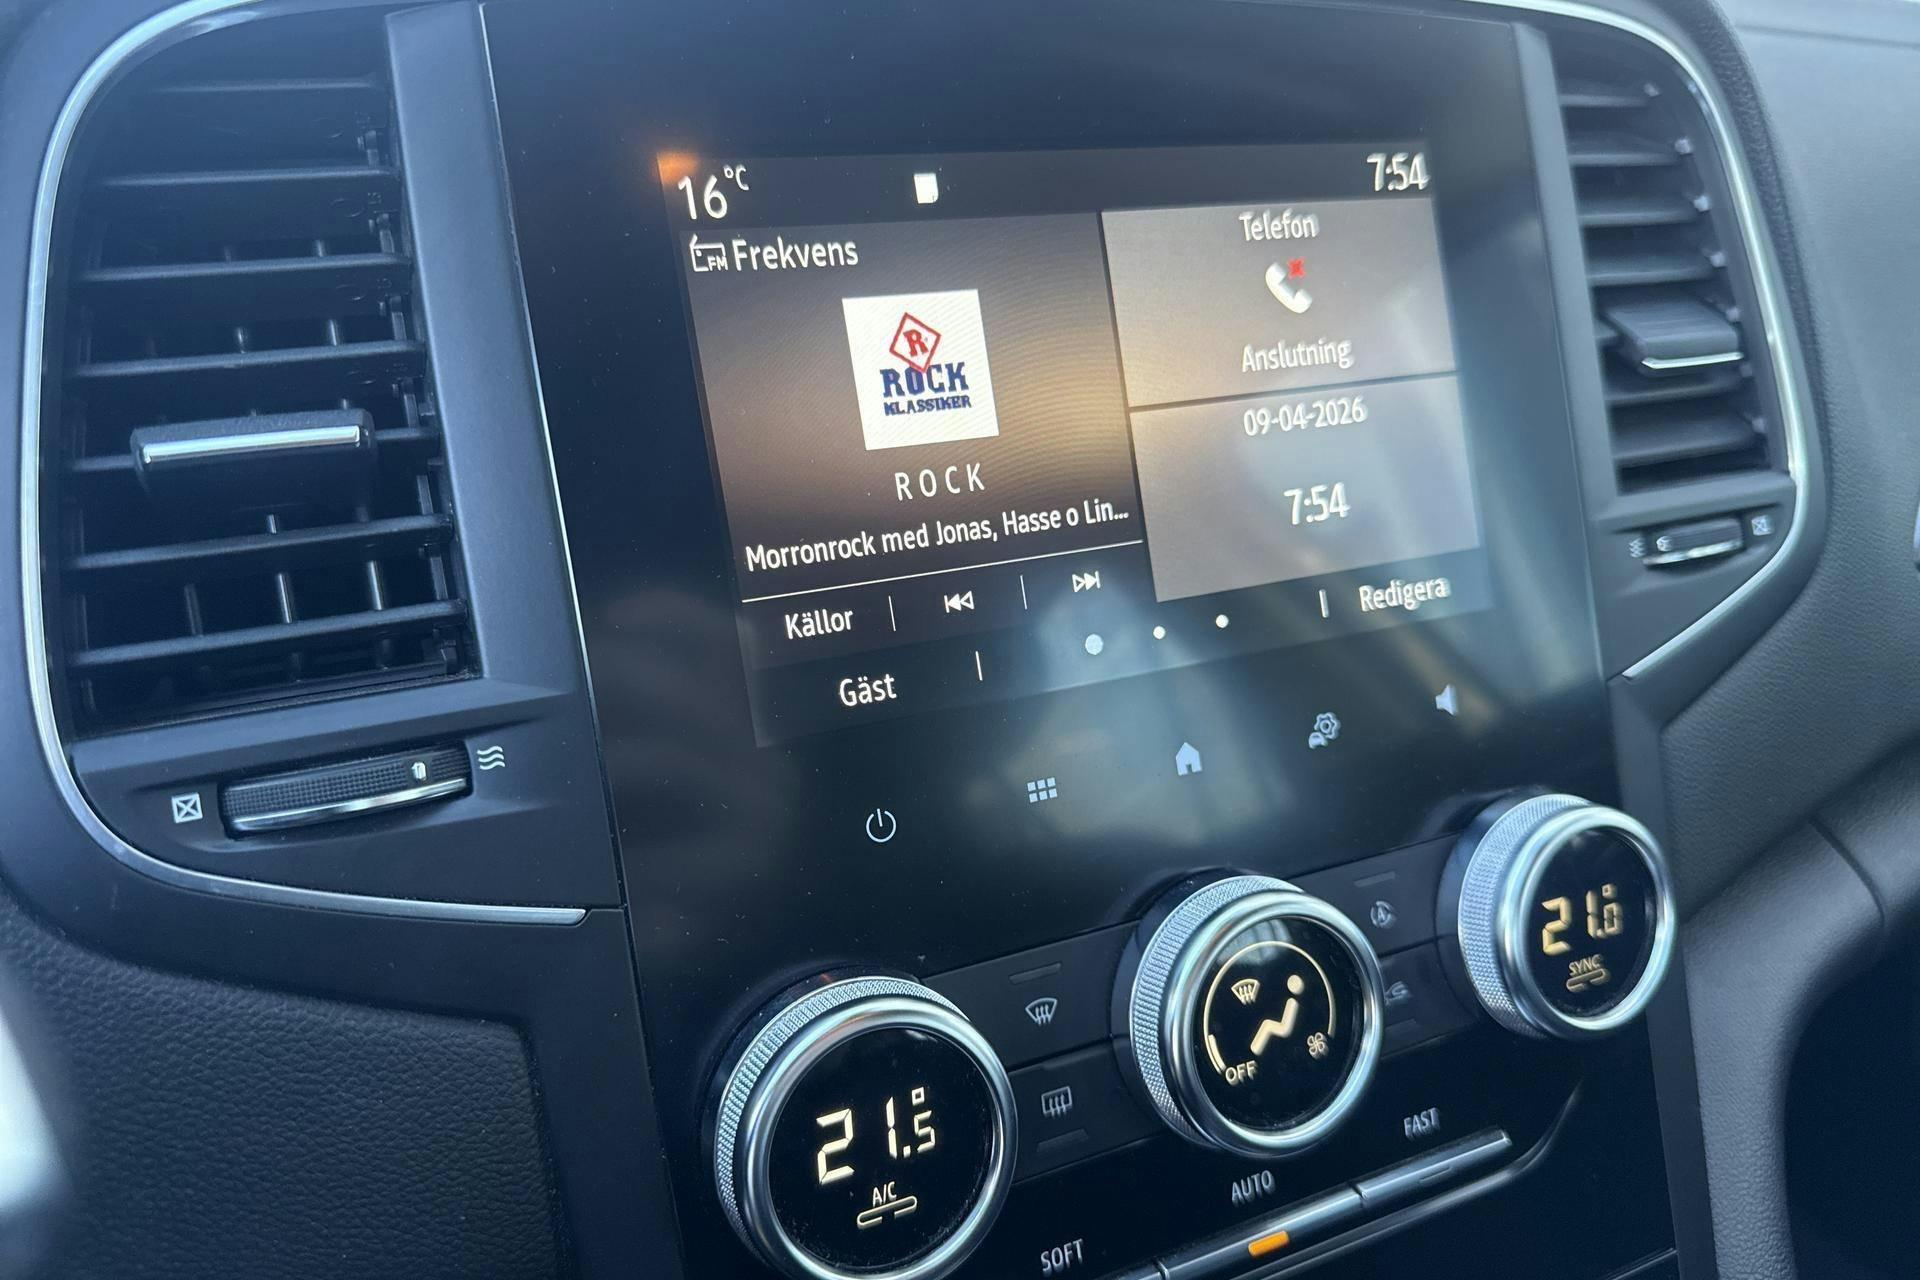 16°C
7:54
FM Frekvens
R
ROCK
KLASSIKER
ROCK
Morronrock med Jonas, Hasse o Lin...
Källor
Gäst
Telefon
Anslutning
09-04-2026
7:54
Redigera
21.5°
A/C
OFF
21.0°
SYNC
SOFT
AUTO
FAST